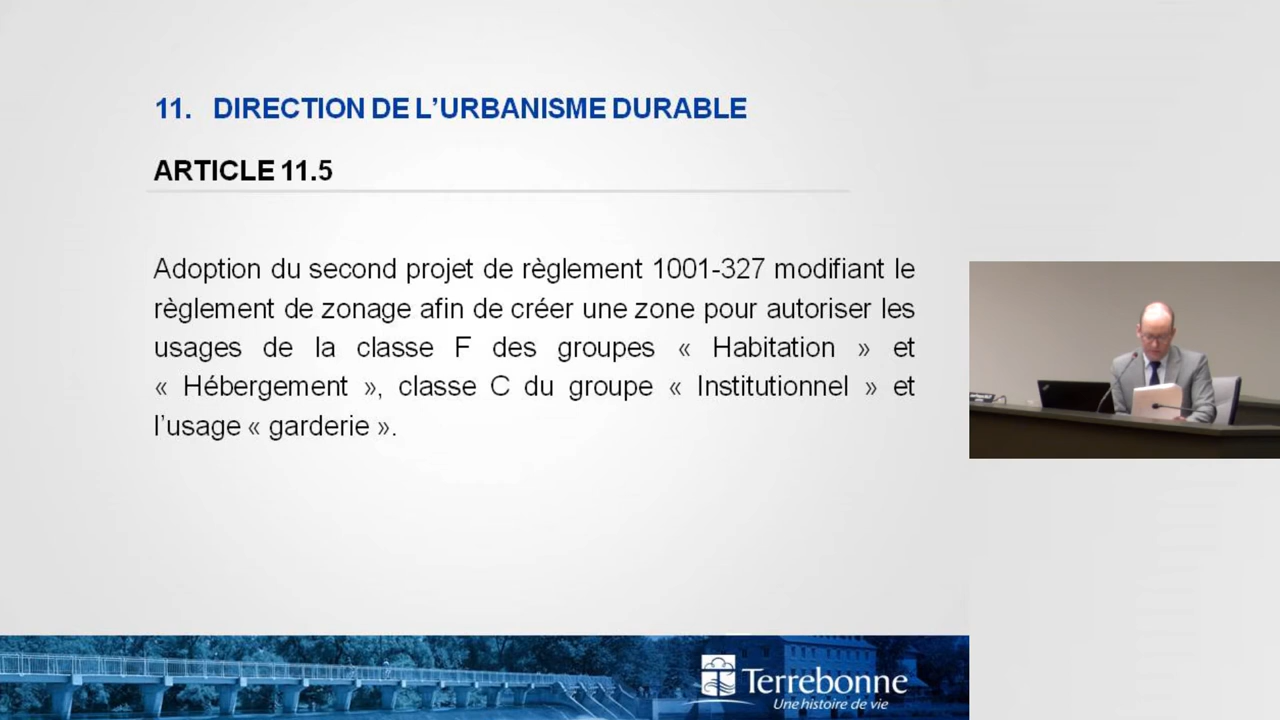 11. DIRECTION DE L’URBANISME DURABLE
ARTICLE 11.5
Adoption du second projet de règlement 1001-327 modifiant le
règlement de zonage afin de créer une zone pour autoriser les
usages de la classe F des groupes « Habitation » et
« Hébergement », classe C du groupe « Institutionnel » et
l’usage « garderie ».
Terrebonne
Une histoire de vie